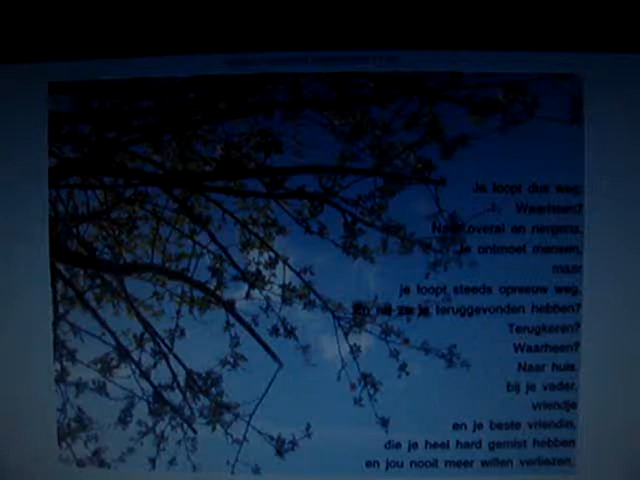 Je loopt dus weg.
Waarheen?
Naar overal en nergens.
Je ontmoet mensen,
maar
je loopt steeds opnieuw weg.
teruggevonden hebben?
Terugkeren?
Waarheen?
Naar huis.
bij je vader,
vriendje
en je beste vriendin,
die je heel hard gemist hebben
en jou nooit meer willen verliezen.